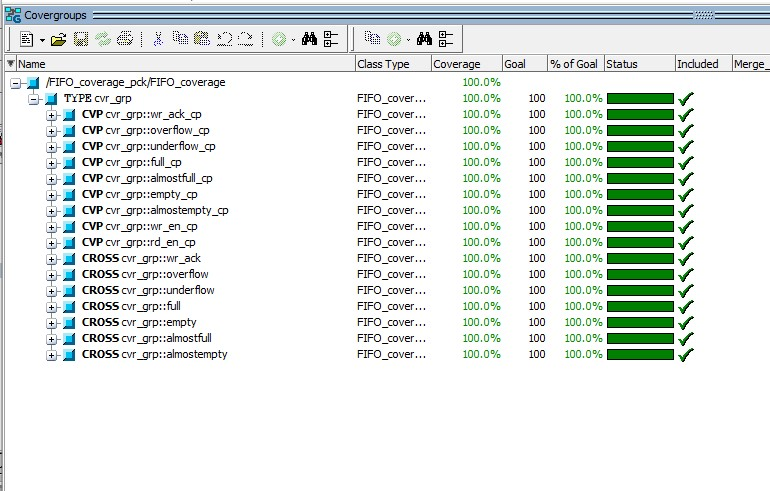 Covergroups
Name Class Type Coverage Goal % of Goal Status Included Merge_
/FIFO_coverage_pck/FIFO_coverage 100.0%
TYPE cvr_grp FIFO_cover... 100.0% 100 100.0%
CVP cvr_grp::wr_ack_cp FIFO_cover... 100.0% 100 100.0%
CVP cvr_grp::overflow_cp FIFO_cover... 100.0% 100 100.0%
CVP cvr_grp::underflow_cp FIFO_cover... 100.0% 100 100.0%
CVP cvr_grp::full_cp FIFO_cover... 100.0% 100 100.0%
CVP cvr_grp::almostfull_cp FIFO_cover... 100.0% 100 100.0%
CVP cvr_grp::empty_cp FIFO_cover... 100.0% 100 100.0%
CVP cvr_grp::almostempty_cp FIFO_cover... 100.0% 100 100.0%
CVP cvr_grp::wr_en_cp FIFO_cover... 100.0% 100 100.0%
CVP cvr_grp::rd_en_cp FIFO_cover... 100.0% 100 100.0%
CROSS cvr_grp::wr_ack FIFO_cover... 100.0% 100 100.0%
CROSS cvr_grp::overflow FIFO_cover... 100.0% 100 100.0%
CROSS cvr_grp::underflow FIFO_cover... 100.0% 100 100.0%
CROSS cvr_grp::full FIFO_cover... 100.0% 100 100.0%
CROSS cvr_grp::empty FIFO_cover... 100.0% 100 100.0%
CROSS cvr_grp::almostfull FIFO_cover... 100.0% 100 100.0%
CROSS cvr_grp::almostempty FIFO_cover... 100.0% 100 100.0%